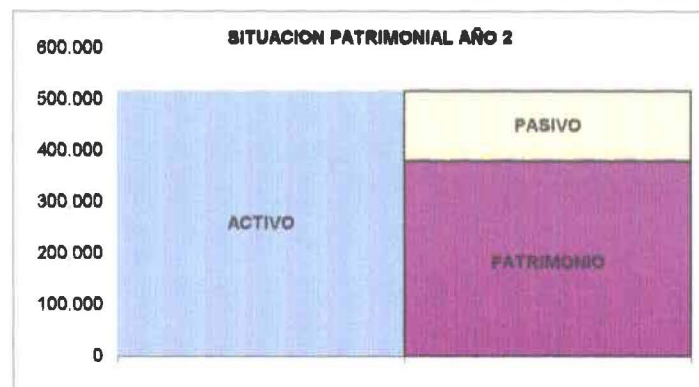 SITUACION PATRIMONIAL AÑO 2
600.000
500.000
400.000
300.000
200.000
100.000
0
ACTIVO
PASIVO
PATRIMONIO